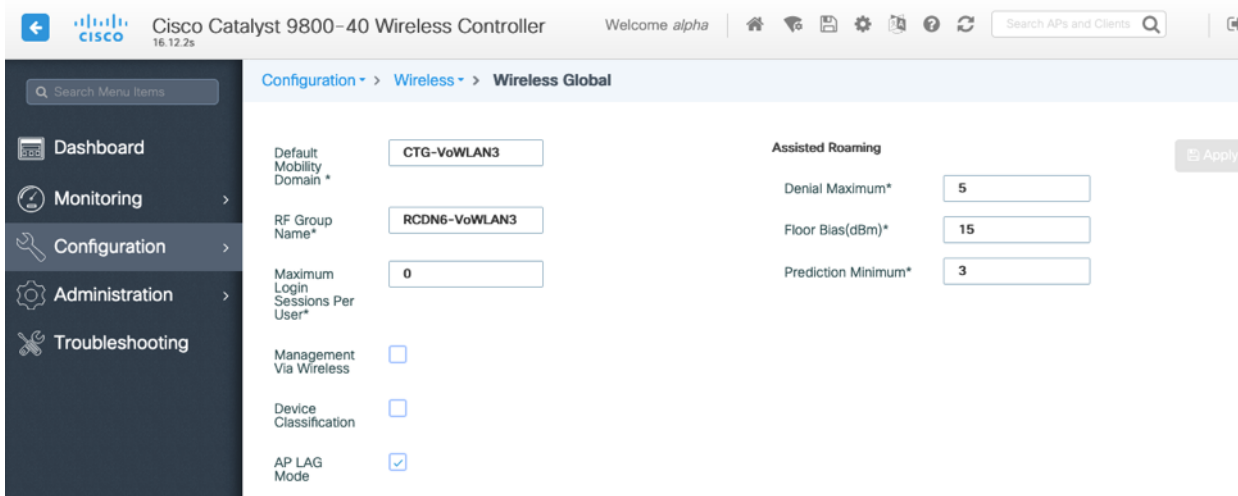 CISCO
Cisco Catalyst 9800-40 Wireless Controller
16.12.2s
Welcome alpha
Search APs and Clients
Search Menu Items
Dashboard
Monitoring
Configuration
Administration
Troubleshooting
Configuration > Wireless > Wireless Global
Default
Mobility
Domain *
CTG-VoWLAN3
RF Group
Name*
RCDN6-VoWLAN3
Maximum
Login
Sessions Per
User*
0
Management
Via Wireless
Device
Classification
AP LAG
Mode
Assisted Roaming
Denial Maximum*
5
Floor Bias(dBm)*
15
Prediction Minimum*
3
Apply